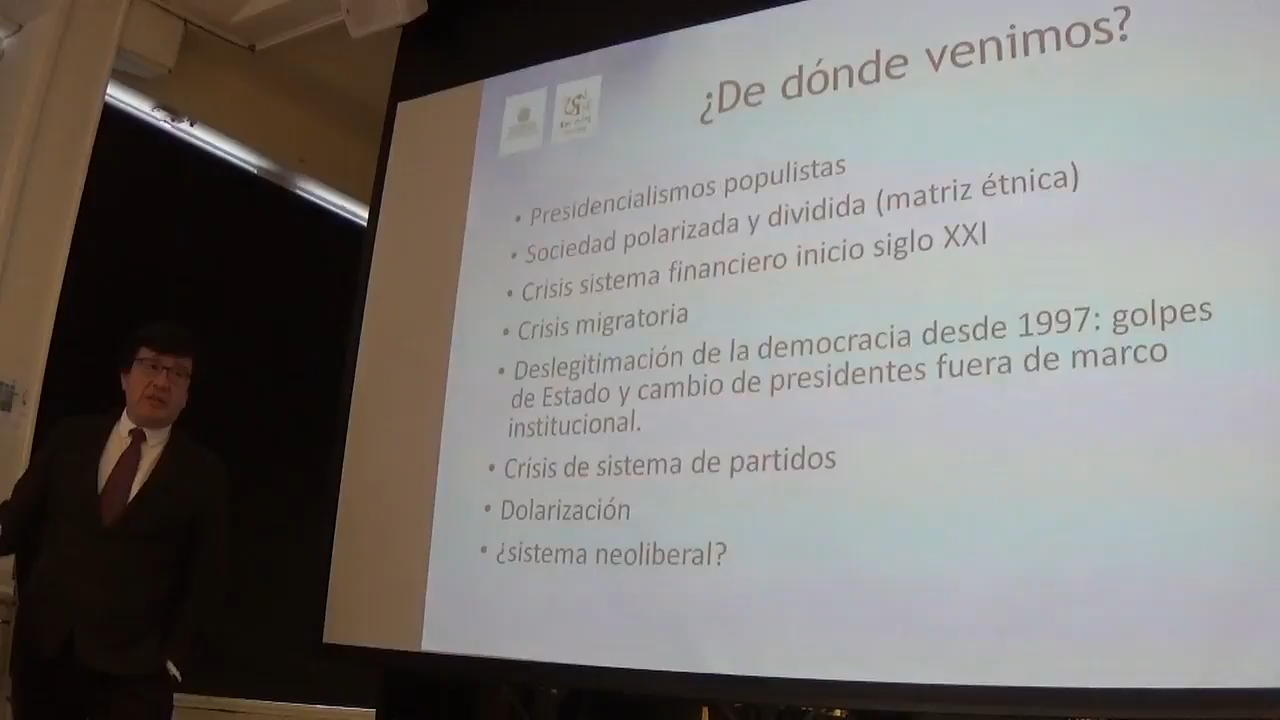 ¿De dónde venimos?
• Presidencialismos populistas
• Sociedad polarizada y dividida (matriz étnica)
• Crisis sistema financiero inicio siglo XXI
• Crisis migratoria
• Deslegitimación de la democracia desde 1997: golpes
de Estado y cambio de presidentes fuera de marco
institucional.
• Crisis de sistema de partidos
• Dolarización
• ¿sistema neoliberal?